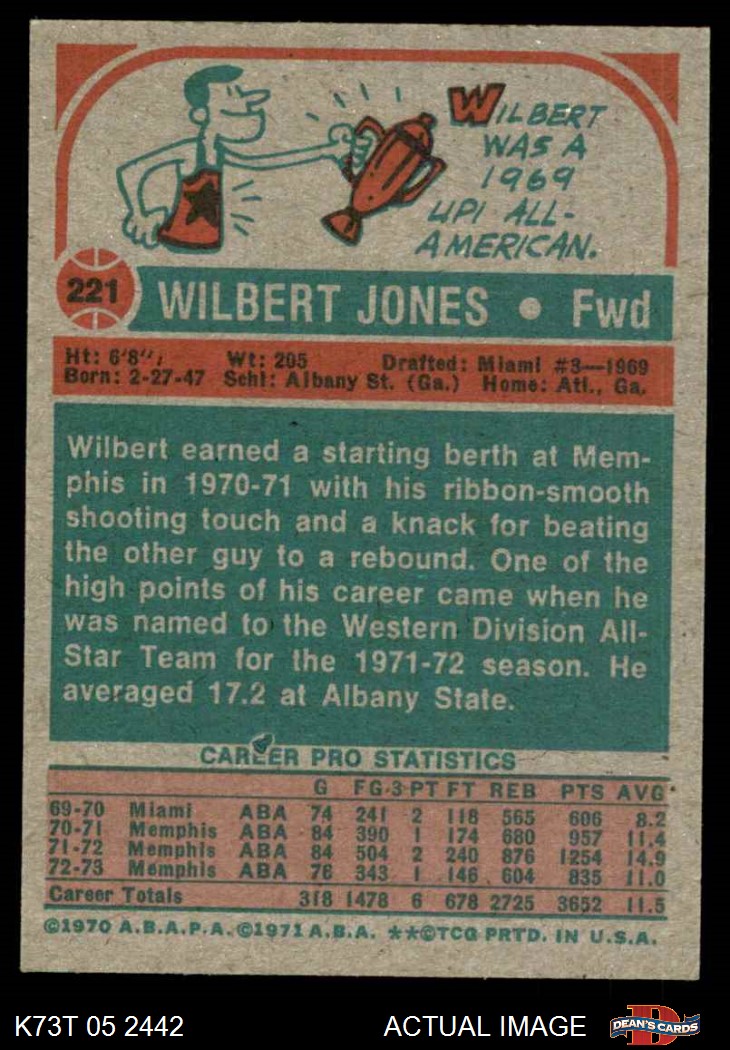 WILBERT
WAS A
1969
UPI ALL-
AMERICAN.
221 WILBERT JONES • Fwd
Ht: 6'8"; Wt: 205 Drafted: Miami #3—1969
Born: 2-27-47 Schl: Albany St. (Ga.) Home: Atl., Ga.
Wilbert earned a starting berth at Mem-
phis in 1970-71 with his ribbon-smooth
shooting touch and a knack for beating
the other guy to a rebound. One of the
high points of his career came when he
was named to the Western Division All-
Star Team for the 1971-72 season. He
averaged 17.2 at Albany State.
CAREER PRO STATISTICS
G FG-3PT FT REB PTS AVG
69-70 Miami ABA 74 241 2 118 565 606 8.2
70-71 Memphis ABA 84 390 1 174 680 957 11.4
71-72 Memphis ABA 84 504 2 240 876 1254 14.9
72-73 Memphis ABA 76 343 1 146 604 835 11.0
Career Totals 318 1478 6 678 2725 3652 11.5
©1970 A.B.A.P.A. ©1971 A.B.A. **©TCG PRTD. IN U.S.A.
K73T 05 2442 ACTUAL IMAGE D DEAN'S CARDS